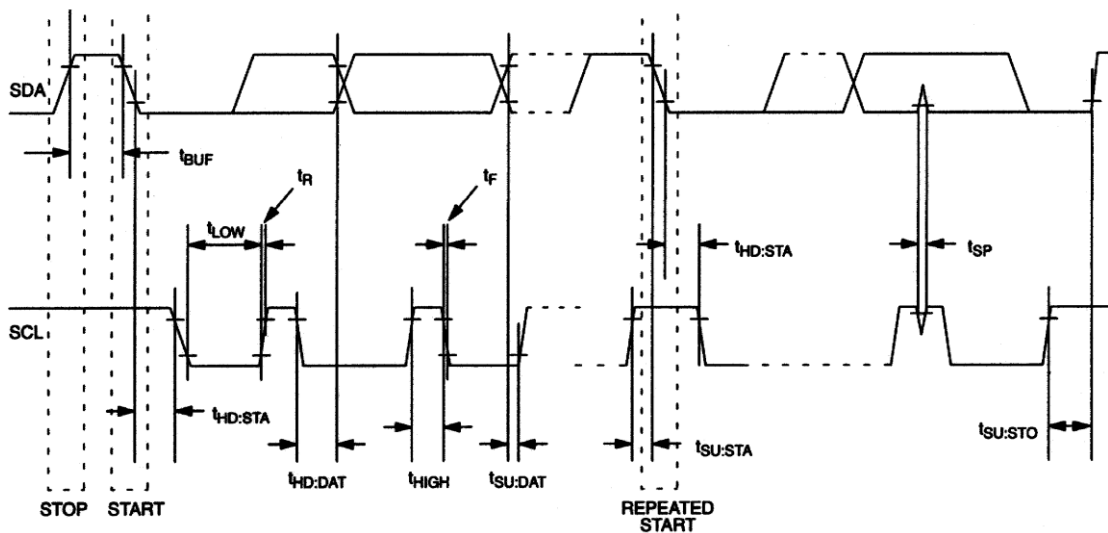 SDA
tBUF
tR
tF
tLOW
tHD:STA
tSP
SCL
tHD:STA
tSU:STA
tSU:STO
tHD:DAT
tHIGH
tSU:DAT
STOP
START
REPEATED
START